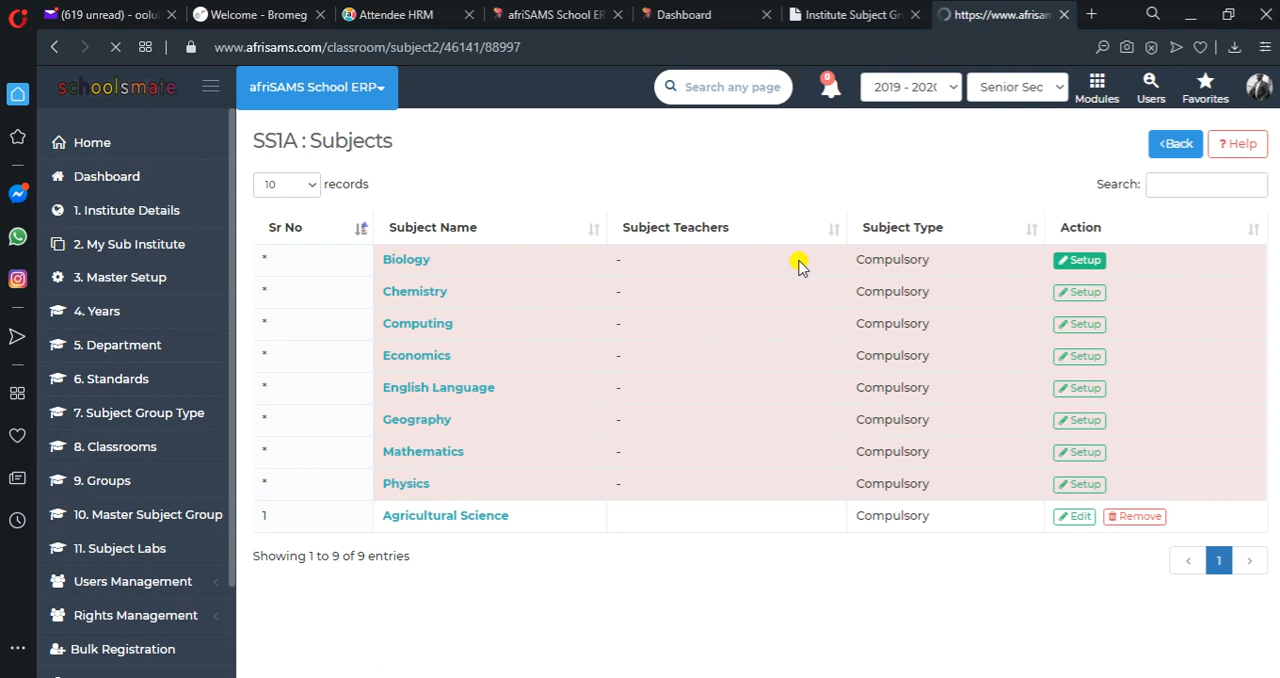 (619 unread) - oolu
Welcome - Bromeg
Attendee HRM
afriSAMS School ER
Dashboard
Institute Subject Gr
https://www.afrisam
www.afrisams.com/classroom/subject2/46141/88997
schoolsmate
afriSAMS School ERP
Search any page
0
2019 - 202(
Senior Sec
Modules
Users
Favorites
Home
Dashboard
1. Institute Details
2. My Sub Institute
3. Master Setup
4. Years
5. Department
6. Standards
7. Subject Group Type
8. Classrooms
9. Groups
10. Master Subject Group
11. Subject Labs
Users Management
Rights Management
Bulk Registration
SS1A : Subjects
<Back
? Help
10 records
Search:
Sr No Subject Name Subject Teachers Subject Type Action
* Biology - Compulsory Setup
* Chemistry - Compulsory Setup
* Computing - Compulsory Setup
* Economics - Compulsory Setup
* English Language - Compulsory Setup
* Geography - Compulsory Setup
* Mathematics - Compulsory Setup
* Physics - Compulsory Setup
1 Agricultural Science Compulsory Edit Remove
Showing 1 to 9 of 9 entries
< 1 >